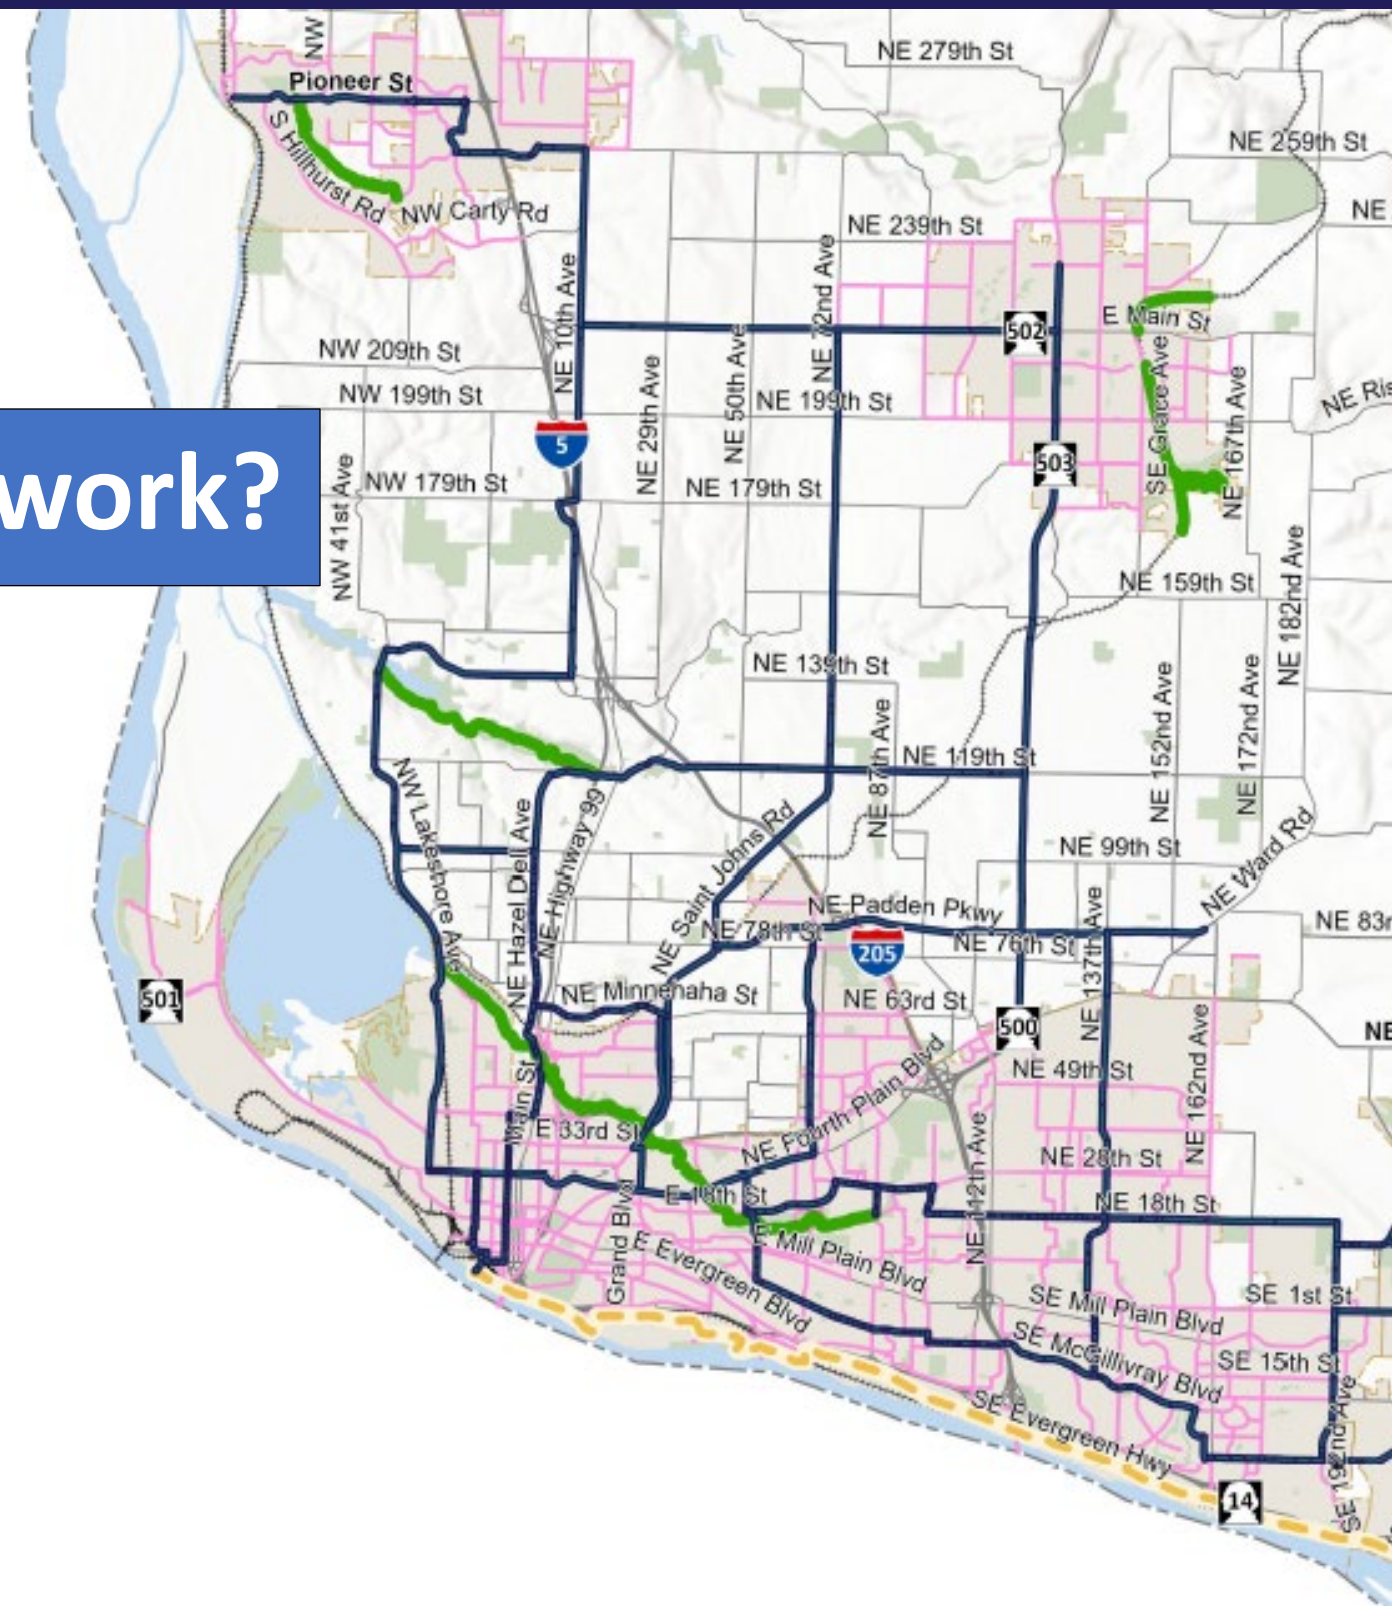 NW
Pioneer St
NE 279th St
NE 259th St
S Hillhurst Rd
NW Carty Rd
NE
NE 239th St
NE 72nd Ave
NE 10th Ave
502
E Main St
NW 209th St
NE 50th Ave
NE 29th Ave
NW 199th St
NE 199th St
SE Grace Ave
NE 167th Ave
NE Ris
5
work?
NW 41st Ave
NW 179th St
NE 179th St
503
NE 182nd Ave
NE 159th St
NE 139th St
NE 152nd Ave
NE 172nd Ave
NE 87th Ave
NE 119th St
NW Lakeshore Ave
NE Hazel Dell Ave
NE Highway 99
NE Saint Johns Rd
NE 99th St
NE Ward Rd
NE Padden Pkwy
NE 78th St
NE 76th St
NE 137th Ave
NE 83r
205
501
NE Minnehaha St
NE 63rd St
500
NE
NE 162nd Ave
NE 49th St
Main St
E 33rd St
NE Fourth Plain Blvd
NE 112th Ave
NE 28th St
E 18th St
NE 18th St
Grand Blvd
E Mill Plain Blvd
E Evergreen Blvd
SE 1st St
SE Mill Plain Blvd
SE McGillivray Blvd
SE 15th St
SE Evergreen Hwy
SE 192nd Ave
14